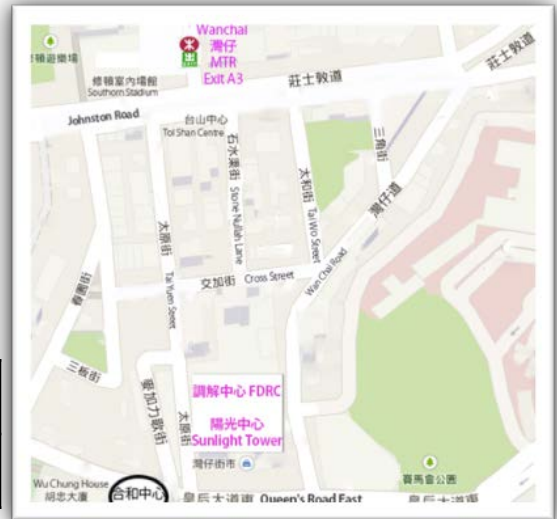 Wanchai
灣仔
MTR
Exit A3
出
頓遊樂場
修頓室內場館
Southorn Stadium
莊士敦道
莊士敦道
Johnston Road
台山中心
Toi Shan Centre
石水渠街 Stone Nullah Lane
太和街 Tai Wo Street
三角街
灣仔道
Wan Chai Road
太原街 Tai Yuen Street
春園街
交加街 Cross Street
三板街
麥加力歌街
太原街
調解中心 FDRC
陽光中心
Sunlight Tower
灣仔街市
賽馬會公園
Wu Chung House
胡忠大廈
合和中心
皇后大道東 Queen's Road East
皇后大道東